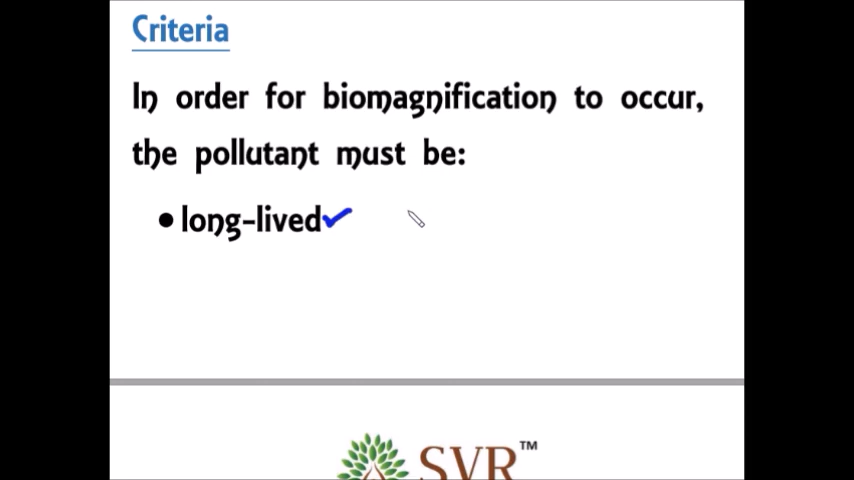 Criteria
In order for biomagnification to occur,
the pollutant must be:
• long-lived
SVR™